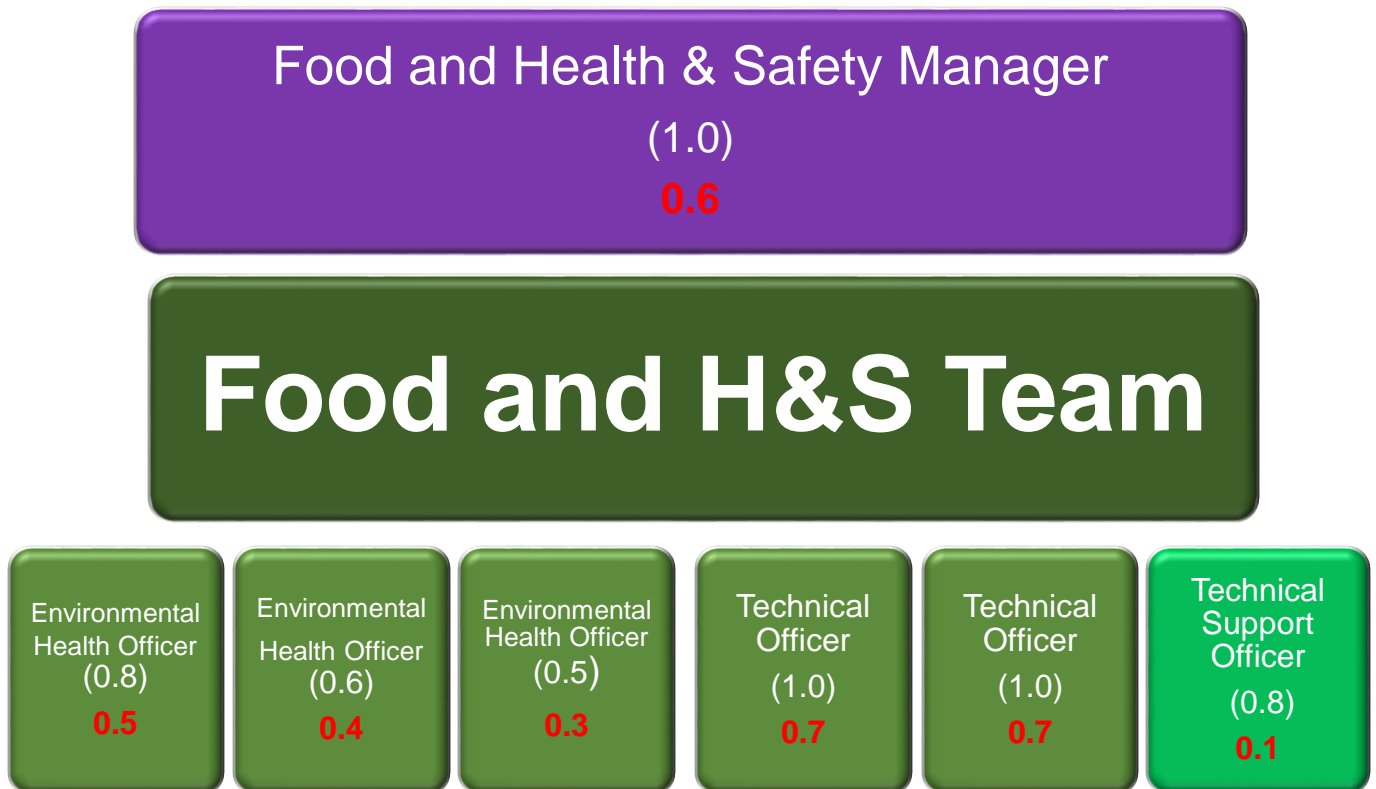 Food and Health & Safety Manager
(1.0)
0.6
Food and H&S Team
Environmental
Health Officer
(0.8)
0.5
Environmental
Health Officer
(0.6)
0.4
Environmental
Health Officer
(0.5)
0.3
Technical
Officer
(1.0)
0.7
Technical
Officer
(1.0)
0.7
Technical
Support
Officer
(0.8)
0.1